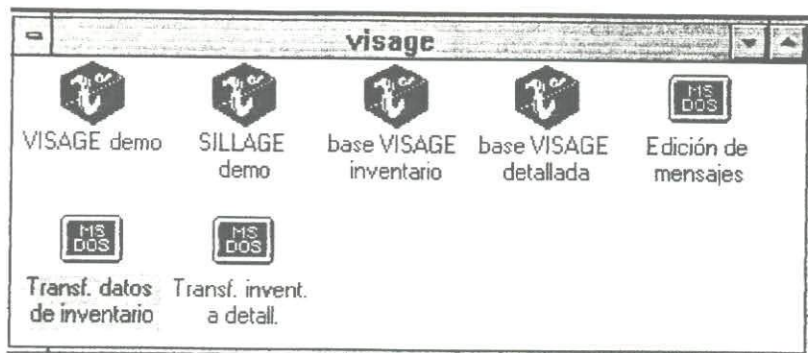 visage
VISAGE demo
SILLAGE
demo
base VISAGE
inventario
base VISAGE
detallada
MS
DOS
Edición de
mensajes
MS
DOS
Transf. datos
de inventario
MS
DOS
Transf. invent.
a detall.